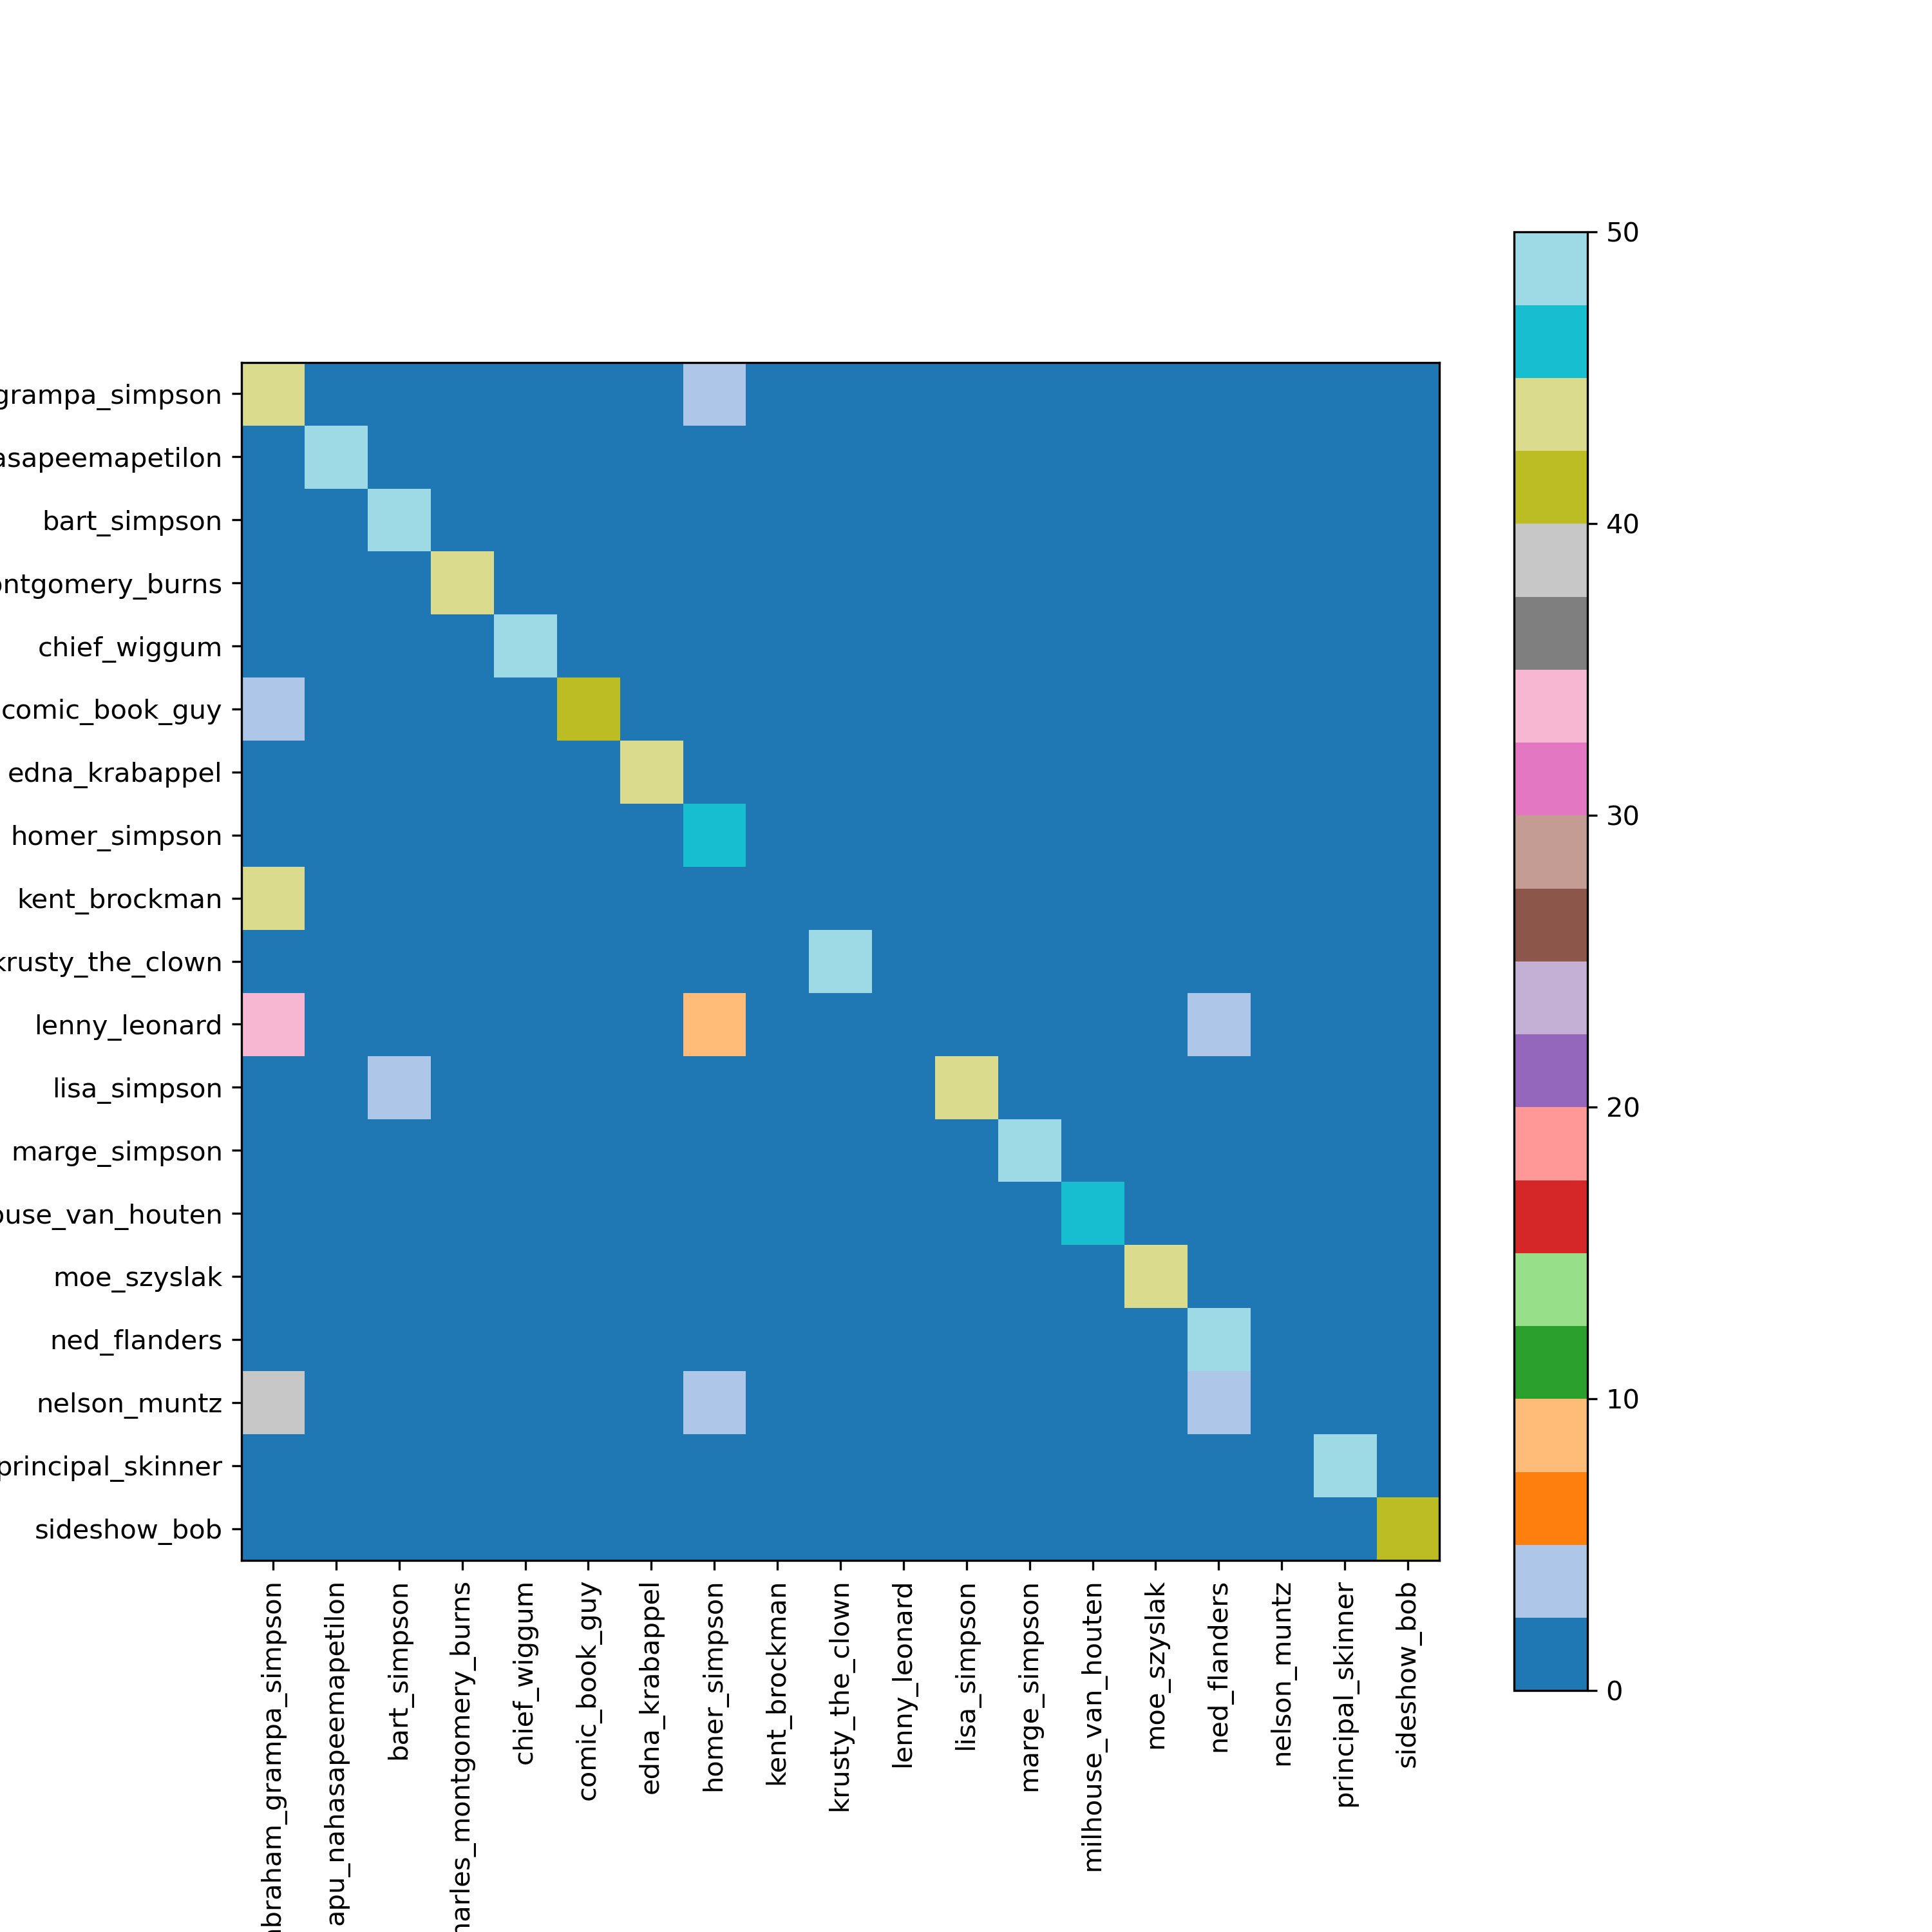 grampa_simpson
asapeemapetilon
bart_simpson
ontgomery_burns
chief_wiggum
comic_book_guy
edna_krabappel
homer_simpson
kent_brockman
krusty_the_clown
lenny_leonard
lisa_simpson
marge_simpson
ouse_van_houten
moe_szyslak
ned_flanders
nelson_muntz
principal_skinner
sideshow_bob
abraham_grampa_simpson
apu_nahasapeemapetilon
bart_simpson
harles_montgomery_burns
chief_wiggum
comic_book_guy
edna_krabappel
homer_simpson
kent_brockman
krusty_the_clown
lenny_leonard
lisa_simpson
marge_simpson
milhouse_van_houten
moe_szyslak
ned_flanders
nelson_muntz
principal_skinner
sideshow_bob
50
40
30
20
10
0